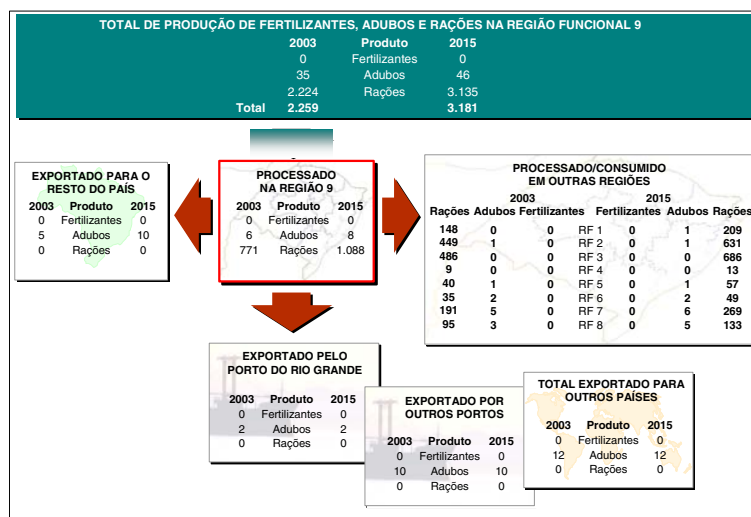 TOTAL DE PRODUÇÃO DE FERTILIZANTES, ADUBOS E RAÇÕES NA REGIÃO FUNCIONAL 9
2003 Produto 2015
0 Fertilizantes 0
35 Adubos 46
2.224 Rações 3.135
Total 2.259 3.181
EXPORTADO PARA O
RESTO DO PAÍS
2003 Produto 2015
0 Fertilizantes 0
5 Adubos 10
0 Rações 0
PROCESSADO
NA REGIÃO 9
2003 Produto 2015
0 Fertilizantes 0
6 Adubos 8
771 Rações 1.088
PROCESSADO/CONSUMIDO
EM OUTRAS REGIÕES
2003 2015
Rações Adubos Fertilizantes Fertilizantes Adubos Rações
148 0 0 RF 1 0 1 209
449 1 0 RF 2 0 1 631
486 0 0 RF 3 0 0 686
9 0 0 RF 4 0 0 13
40 1 0 RF 5 0 1 57
35 2 0 RF 6 0 2 49
191 5 0 RF 7 0 6 269
95 3 0 RF 8 0 5 133
EXPORTADO PELO
PORTO DO RIO GRANDE
2003 Produto 2015
0 Fertilizantes 0
2 Adubos 2
0 Rações 0
EXPORTADO POR
OUTROS PORTOS
2003 Produto 2015
0 Fertilizantes 0
10 Adubos 10
0 Rações 0
TOTAL EXPORTADO PARA
OUTROS PAÍSES
2003 Produto 2015
0 Fertilizantes 0
12 Adubos 12
0 Rações 0